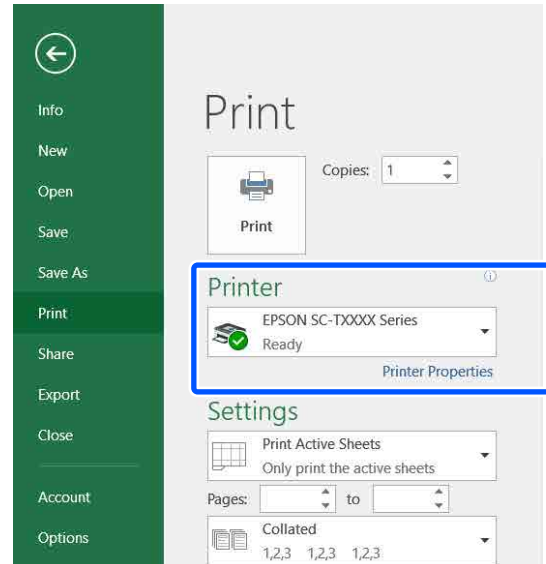 Info
New
Open
Save
Save As
Print
Share
Export
Close
Account
Options
Print
Copies: 1
Print
Printer
EPSON SC-TXXXX Series
Ready
Printer Properties
Settings
Print Active Sheets
Only print the active sheets
Pages: to
Collated
1,2,3 1,2,3 1,2,3